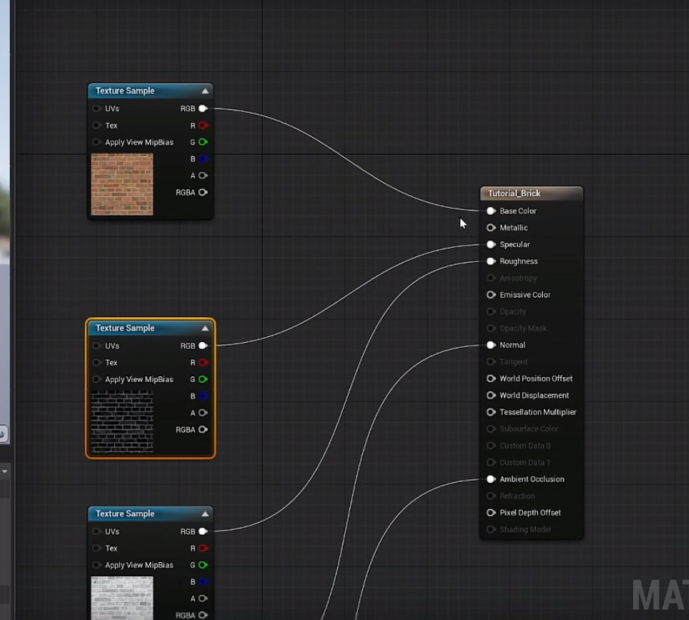 Texture Sample
UVs RGB
Tex R
Apply View MipBias G
B
A
RGBA
Tutorial_Brick
Base Color
Metallic
Specular
Roughness
Anisotropy
Emissive Color
Opacity
Opacity Mask
Normal
Tangent
World Position Offset
World Displacement
Tessellation Multiplier
Subsurface Color
Custom Data 0
Custom Data 1
Ambient Occlusion
Refraction
Pixel Depth Offset
Shading Model
Texture Sample
UVs RGB
Tex R
Apply View MipBias G
B
A
RGBA
Texture Sample
UVs RGB
Tex R
Apply View MipBias G
B
A
RGBA
MAT